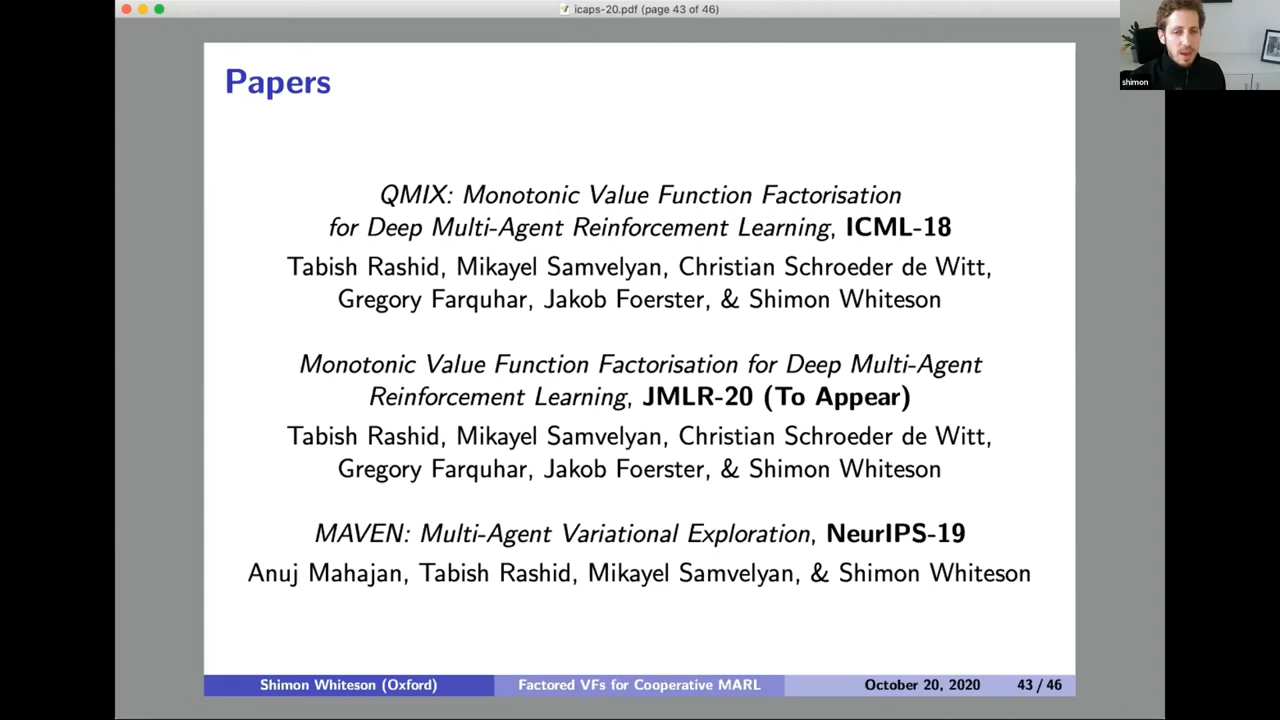 icaps-20.pdf (page 43 of 46)
shimon
Papers
QMIX: Monotonic Value Function Factorisation
for Deep Multi-Agent Reinforcement Learning, ICML-18
Tabish Rashid, Mikayel Samvelyan, Christian Schroeder de Witt,
Gregory Farquhar, Jakob Foerster, & Shimon Whiteson
Monotonic Value Function Factorisation for Deep Multi-Agent
Reinforcement Learning, JMLR-20 (To Appear)
Tabish Rashid, Mikayel Samvelyan, Christian Schroeder de Witt,
Gregory Farquhar, Jakob Foerster, & Shimon Whiteson
MAVEN: Multi-Agent Variational Exploration, NeurIPS-19
Anuj Mahajan, Tabish Rashid, Mikayel Samvelyan, & Shimon Whiteson
Shimon Whiteson (Oxford) Factored VFs for Cooperative MARL October 20, 2020 43 / 46